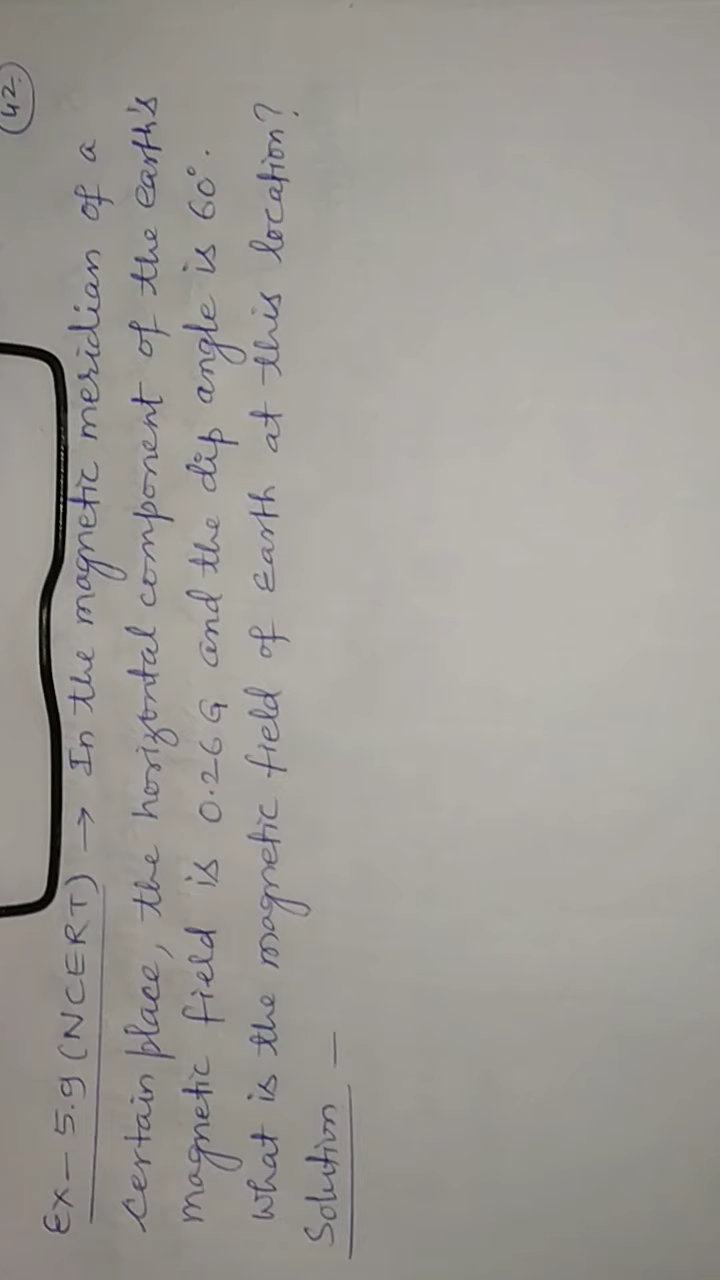 42.
Ex-5.9 (NCERT) → In the magnetic meridian of a
certain place, the horizontal component of the earth's
magnetic field is 0.26G and the dip angle is 60°.
What is the magnetic field of Earth at this location?
Solution -